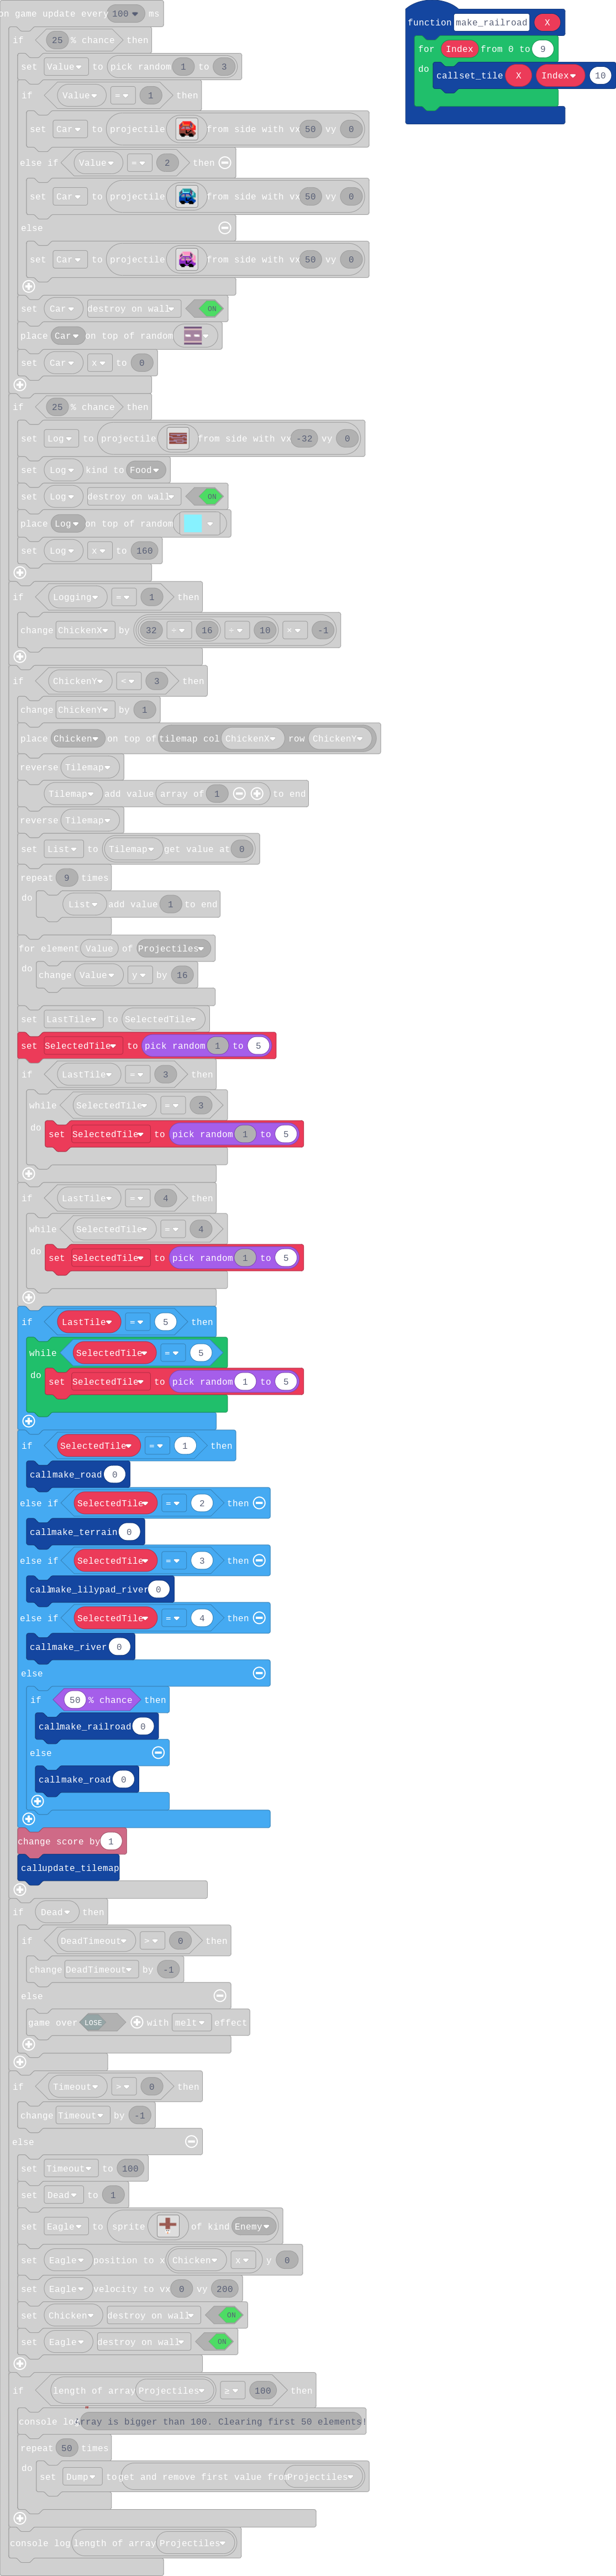 on game update every 100 ms
if 25 % chance then
set Value to pick random 1 to 3
if Value = 1 then
set Car to projectile from side with vx 50 vy 0
else if Value = 2 then
set Car to projectile from side with vx 50 vy 0
else
set Car to projectile from side with vx 50 vy 0
set Car destroy on wall ON
place Car on top of random
set Car x to 0
if 25 % chance then
set Log to projectile from side with vx -32 vy 0
set Log kind to Food
set Log destroy on wall ON
place Log on top of random
set Log x to 160
if Logging = 1 then
change ChickenX by 32 ÷ 16 ÷ 10 × -1
if ChickenY < 3 then
change ChickenY by 1
place Chicken on top of tilemap col ChickenX row ChickenY
reverse Tilemap
Tilemap add value array of 1 to end
reverse Tilemap
set List to Tilemap get value at 0
repeat 9 times
do List add value 1 to end
for element Value of Projectiles
do change Value y by 16
set LastTile to SelectedTile
set SelectedTile to pick random 1 to 5
if LastTile = 3 then
while SelectedTile = 3
do set SelectedTile to pick random 1 to 5
if LastTile = 4 then
while SelectedTile = 4
do set SelectedTile to pick random 1 to 5
if LastTile = 5 then
while SelectedTile = 5
do set SelectedTile to pick random 1 to 5
if SelectedTile = 1 then
call make_road 0
else if SelectedTile = 2 then
call make_terrain 0
else if SelectedTile = 3 then
call make_lilypad_river 0
else if SelectedTile = 4 then
call make_river 0
else
if 50 % chance then
call make_railroad 0
else
call make_road 0
change score by 1
call update_tilemap
if Dead then
if DeadTimeout > 0 then
change DeadTimeout by -1
else
game over LOSE with melt effect
if Timeout > 0 then
change Timeout by -1
else
set Timeout to 100
set Dead to 1
set Eagle to sprite of kind Enemy
set Eagle position to x Chicken x y 0
set Eagle velocity to vx 0 vy 200
set Chicken destroy on wall ON
set Eagle destroy on wall ON
if length of array Projectiles ≥ 100 then
console log Array is bigger than 100. Clearing first 50 elements!
repeat 50 times
do set Dump to get and remove first value from Projectiles
console log length of array Projectiles
function make_railroad X
for Index from 0 to 9
do call set_tile X Index 10